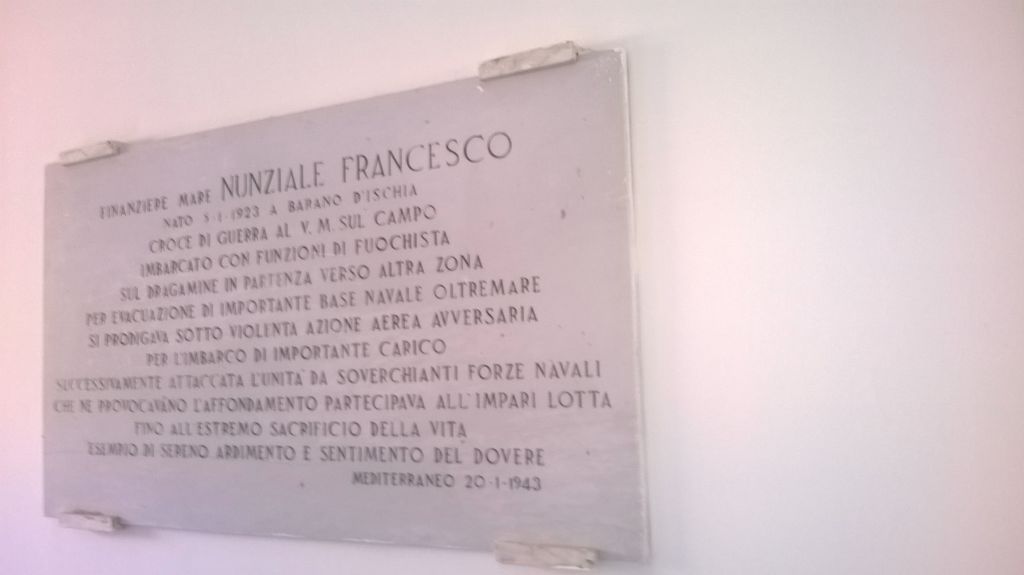 FINANZIERE MARE NUNZIALE FRANCESCO
NATO 5-1-1923 A BARANO D'ISCHIA
CROCE DI GUERRA AL V. M. SUL CAMPO
IMBARCATO CON FUNZIONI DI FUOCHISTA
SUL DRAGAMINE IN PARTENZA VERSO ALTRA ZONA
PER EVACUAZIONE DI IMPORTANTE BASE NAVALE OLTREMARE
SI PRODIGAVA SOTTO VIOLENTA AZIONE AEREA AVVERSARIA
PER L'IMBARCO DI IMPORTANTE CARICO
SUCCESSIVAMENTE ATTACCATA L'UNITA' DA SOVERCHIANTI FORZE NAVALI
CHE NE PROVOCAVANO L'AFFONDAMENTO PARTECIPAVA ALL'IMPARI LOTTA
FINO ALL'ESTREMO SACRIFICIO DELLA VITA
ESEMPIO DI SERENO ARDIMENTO E SENTIMENTO DEL DOVERE
MEDITERRANEO 20-1-1943